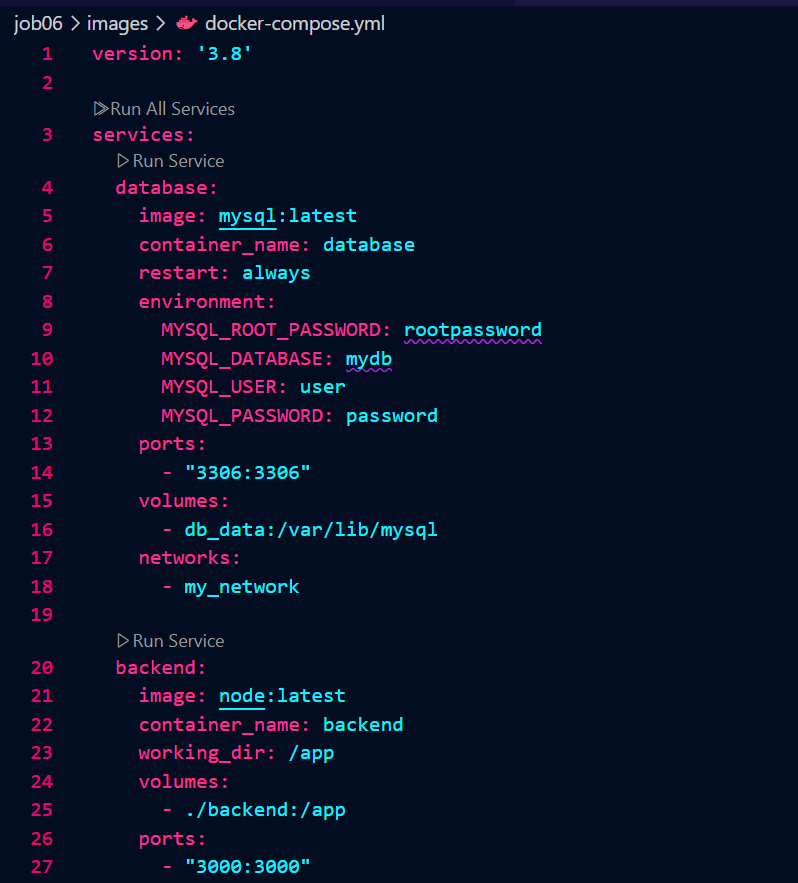 job06 > images > docker-compose.yml
1 version: '3.8'
2
Run All Services
3 services:
Run Service
4 database:
5 image: mysql:latest
6 container_name: database
7 restart: always
8 environment:
9 MYSQL_ROOT_PASSWORD: rootpassword
10 MYSQL_DATABASE: mydb
11 MYSQL_USER: user
12 MYSQL_PASSWORD: password
13 ports:
14 - "3306:3306"
15 volumes:
16 - db_data:/var/lib/mysql
17 networks:
18 - my_network
19
Run Service
20 backend:
21 image: node:latest
22 container_name: backend
23 working_dir: /app
24 volumes:
25 - ./backend:/app
26 ports:
27 - "3000:3000"